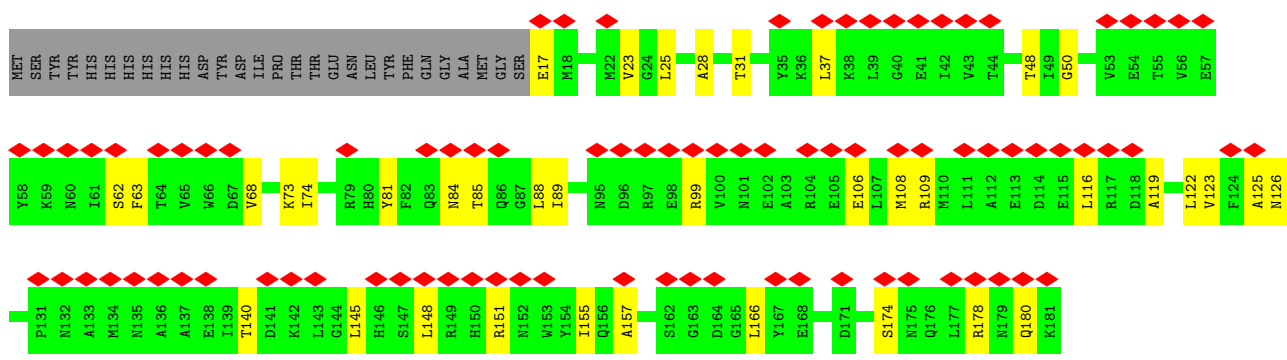 MET SER TYR TYR HIS HIS HIS HIS HIS HIS ASP TYR ASP ILE PRO THR THR GLU ASN LEU TYR PHE GLN GLY ALA MET GLY SER E17 M18 M22 V23 G24 L25 A28 T31 Y35 K36 L37 K38 L39 G40 E41 I42 V43 T44 T48 I49 G50 V53 E54 T55 V56 E57
Y58 K59 N60 I61 S62 F63 T64 V65 W66 D67 V68 K73 I74 R79 H80 Y81 F82 Q83 N84 T85 Q86 G87 L88 I89 N95 D96 R97 E98 R99 V100 N101 E102 A103 R104 E105 E106 L107 M108 R109 M110 L111 A112 E113 D114 E115 L116 R117 D118 A119 L122 V123 F124 A125 N126
P131 N132 A133 M134 N135 A136 A137 E138 I139 T140 D141 K142 L143 G144 L145 H146 S147 L148 R149 H150 R151 N152 W153 Y154 I155 Q156 A157 S162 G163 D164 G165 L166 Y167 E168 D171 S174 N175 Q176 L177 R178 N179 Q180 K181